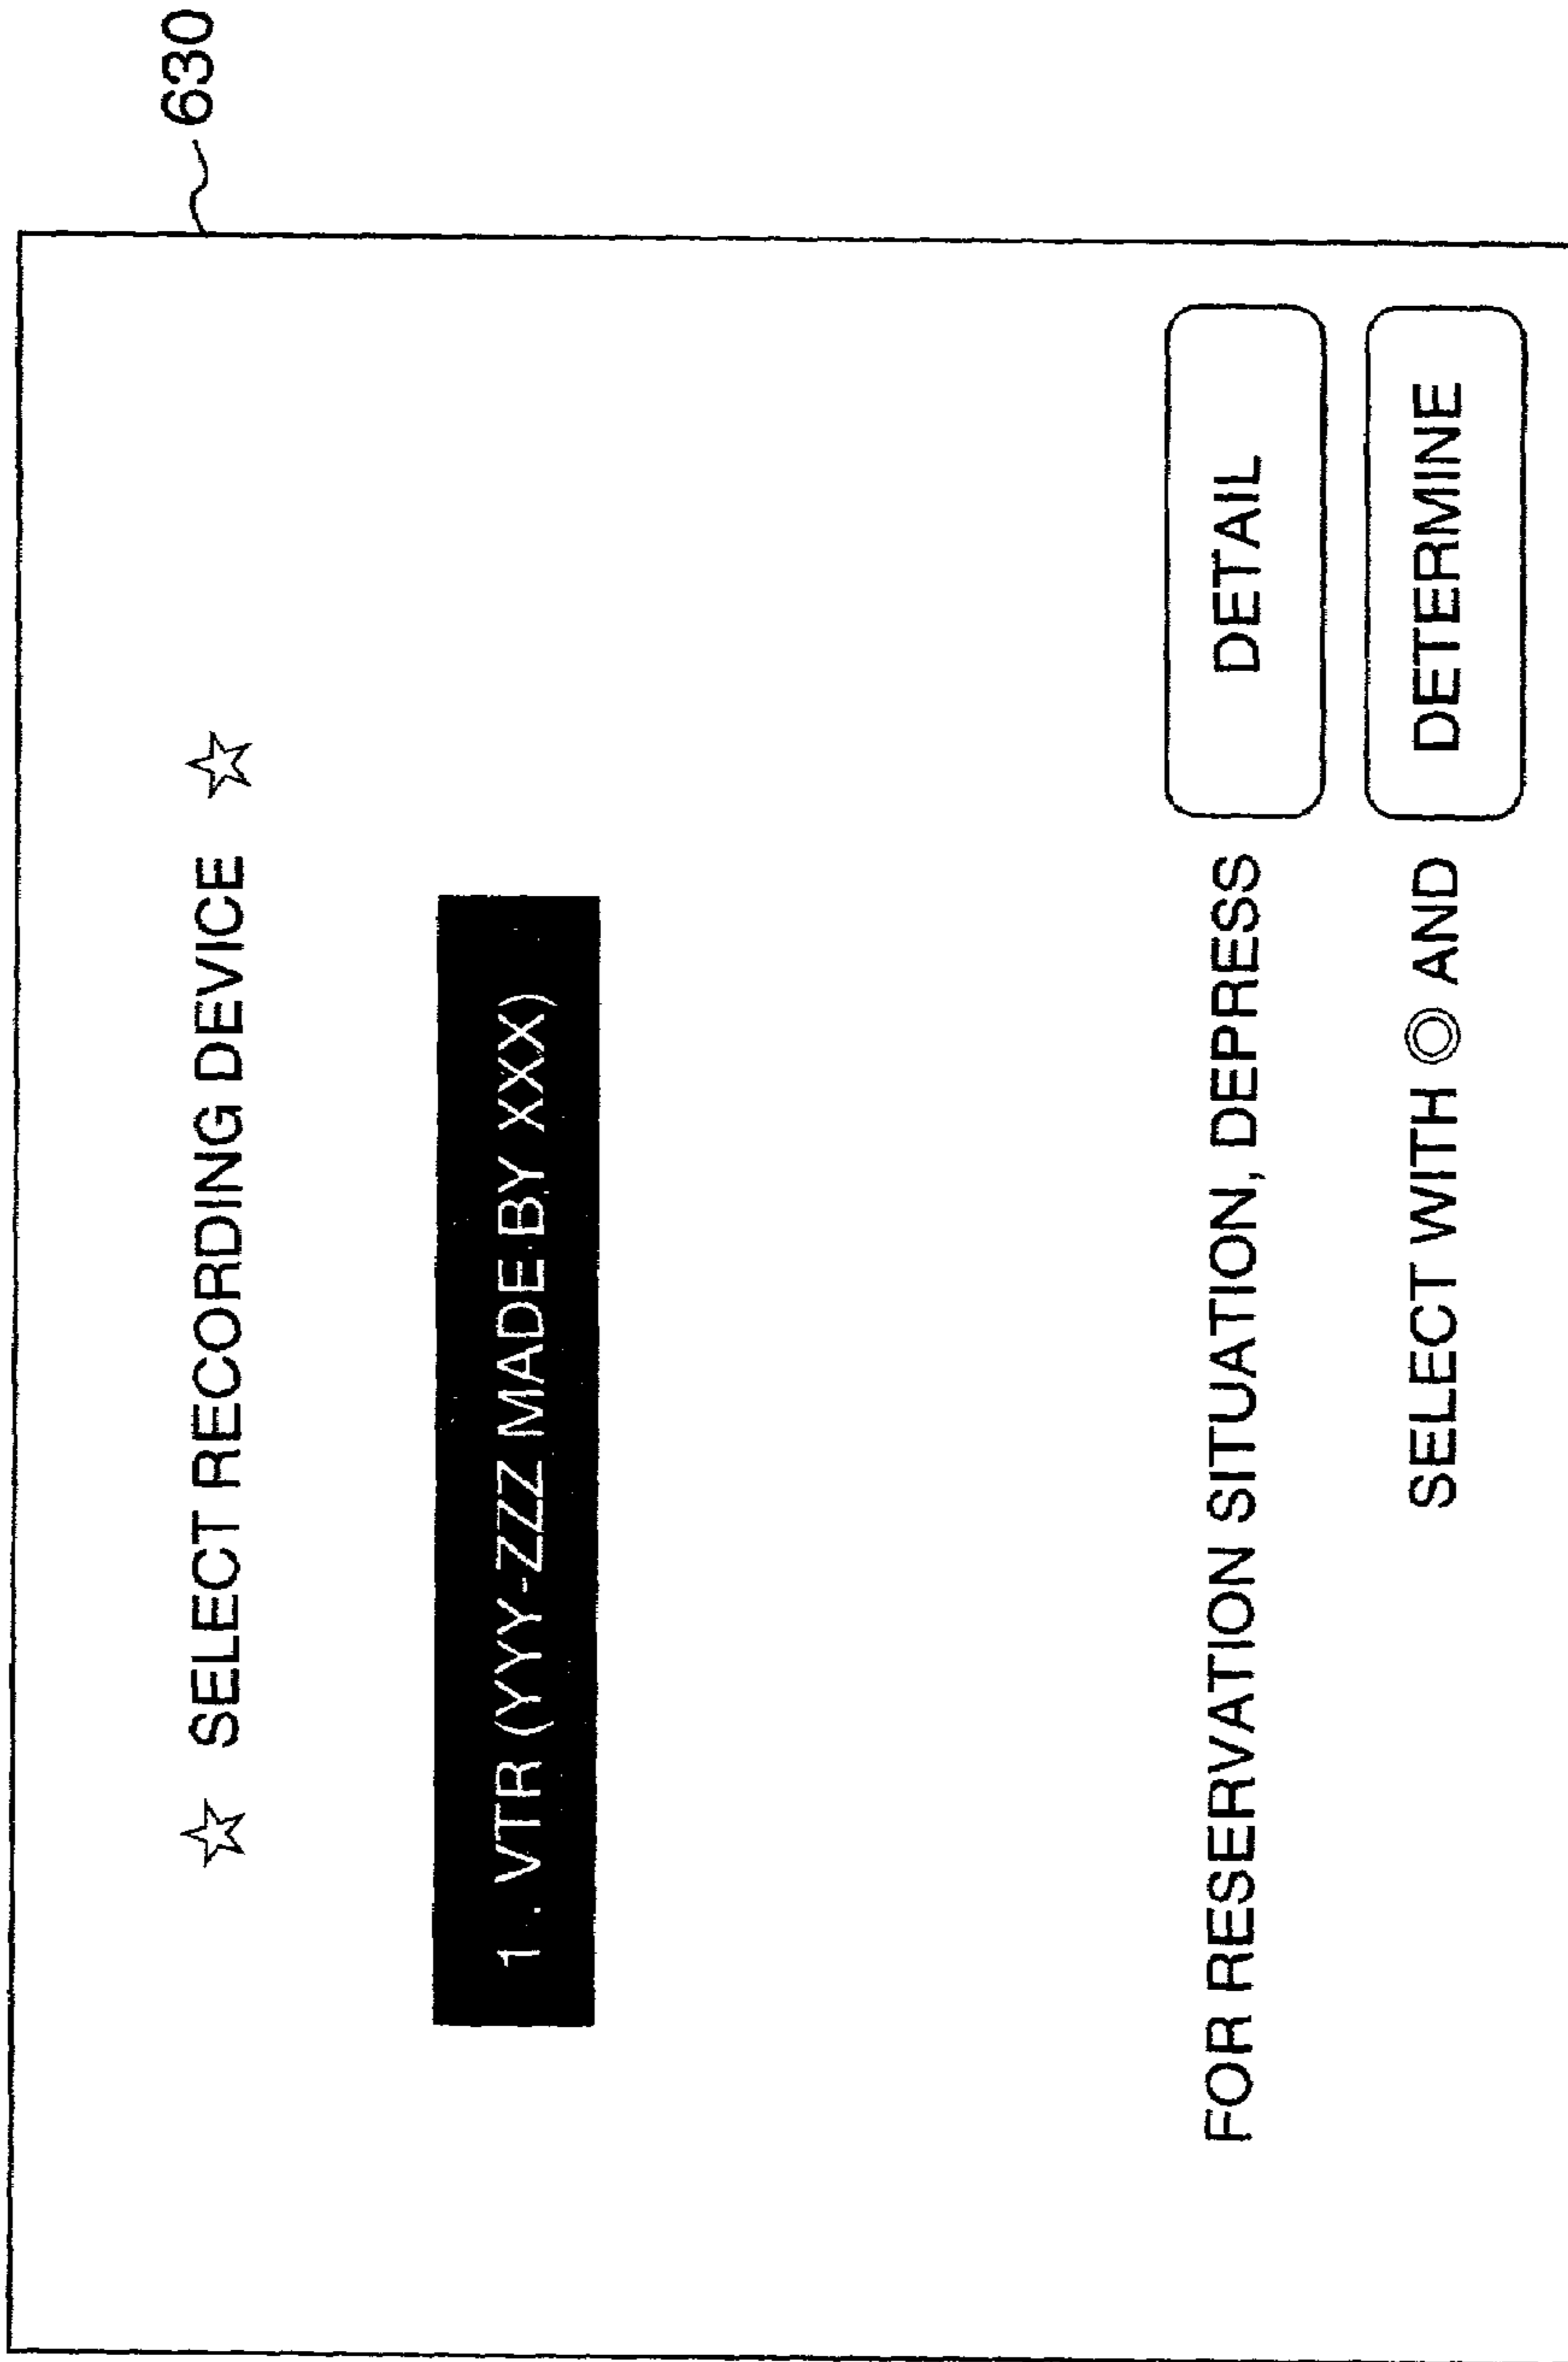 630
☆ SELECT RECORDING DEVICE ☆
1 . VTR (YYY-ZZZ MADE BY XXX)
FOR RESERVATION SITUATION, DEPRESS DETAIL
SELECT WITH ◎ AND DETERMINE